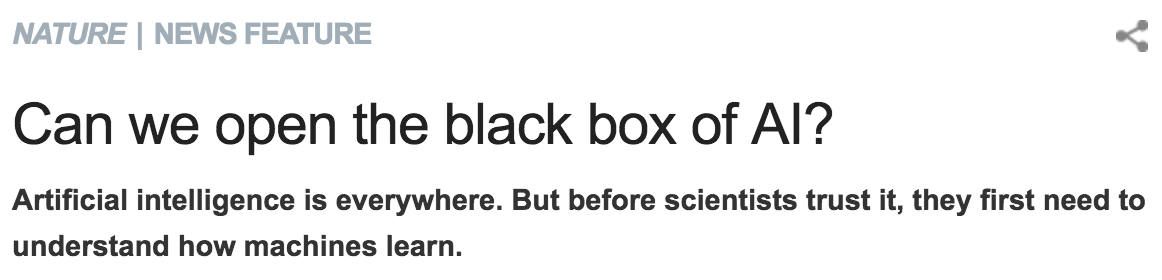 NATURE | NEWS FEATURE
Can we open the black box of AI?
Artificial intelligence is everywhere. But before scientists trust it, they first need to
understand how machines learn.